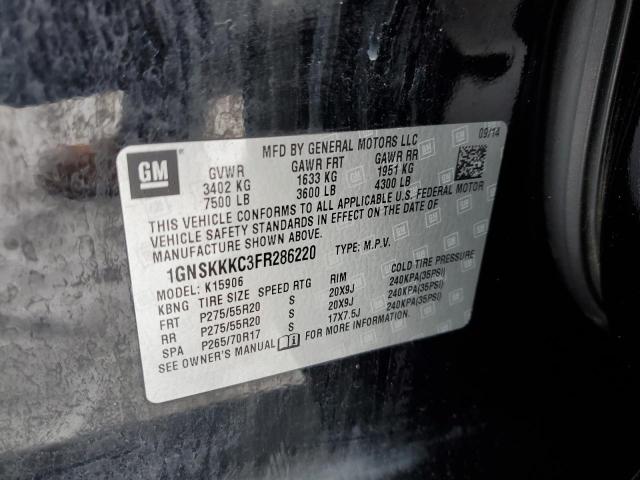 GM
MFD BY GENERAL MOTORS LLC
09/14
GVWR GAWR FRT GAWR RR
3402 KG 1633 KG 1951 KG
7500 LB 3600 LB 4300 LB
THIS VEHICLE CONFORMS TO ALL APPLICABLE U.S. FEDERAL MOTOR
VEHICLE SAFETY STANDARDS IN EFFECT ON THE DATE OF
MANUFACTURE SHOWN ABOVE.
1GNSKKKC3FR286220 TYPE: M.P.V.
MODEL: K15906
KBNG TIRE SIZE SPEED RTG RIM COLD TIRE PRESSURE
FRT P275/55R20 S 20X9J 240KPA(35PSI)
RR P275/55R20 S 20X9J 240KPA(35PSI)
SPA P265/70R17 S 17X7.5J 240KPA(35PSI)
SEE OWNER'S MANUAL FOR MORE INFORMATION.